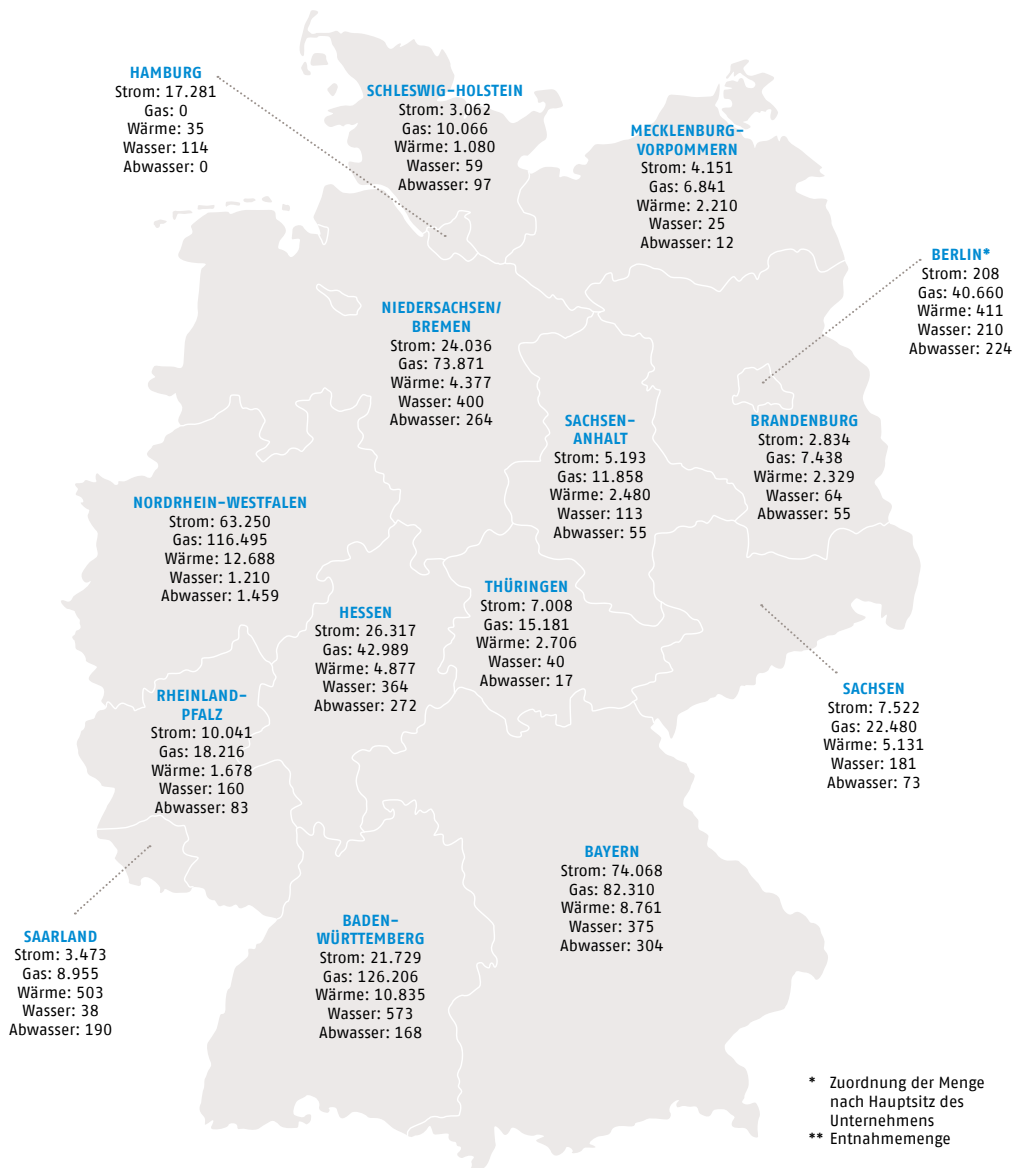 HAMBURG
Strom: 17.281
Gas: 0
Wärme: 35
Wasser: 114
Abwasser: 0
SCHLESWIG-HOLSTEIN
Strom: 3.062
Gas: 10.066
Wärme: 1.080
Wasser: 59
Abwasser: 97
MECKLENBURG-
VORPOMMERN
Strom: 4.151
Gas: 6.841
Wärme: 2.210
Wasser: 25
Abwasser: 12
BERLIN*
Strom: 208
Gas: 40.660
Wärme: 411
Wasser: 210
Abwasser: 224
NIEDERSACHSEN/
BREMEN
Strom: 24.036
Gas: 73.871
Wärme: 4.377
Wasser: 400
Abwasser: 264
SACHSEN-
ANHALT
Strom: 5.193
Gas: 11.858
Wärme: 2.480
Wasser: 113
Abwasser: 55
BRANDENBURG
Strom: 2.834
Gas: 7.438
Wärme: 2.329
Wasser: 64
Abwasser: 55
NORDRHEIN-WESTFALEN
Strom: 63.250
Gas: 116.495
Wärme: 12.688
Wasser: 1.210
Abwasser: 1.459
HESSEN
Strom: 26.317
Gas: 42.989
Wärme: 4.877
Wasser: 364
Abwasser: 272
THÜRINGEN
Strom: 7.008
Gas: 15.181
Wärme: 2.706
Wasser: 40
Abwasser: 17
SACHSEN
Strom: 7.522
Gas: 22.480
Wärme: 5.131
Wasser: 181
Abwasser: 73
RHEINLAND-
PFALZ
Strom: 10.041
Gas: 18.216
Wärme: 1.678
Wasser: 160
Abwasser: 83
BAYERN
Strom: 74.068
Gas: 82.310
Wärme: 8.761
Wasser: 375
Abwasser: 304
SAARLAND
Strom: 3.473
Gas: 8.955
Wärme: 503
Wasser: 38
Abwasser: 190
BADEN-
WÜRTTEMBERG
Strom: 21.729
Gas: 126.206
Wärme: 10.835
Wasser: 573
Abwasser: 168
* Zuordnung der Menge
nach Hauptsitz des
Unternehmens
** Entnahmemenge